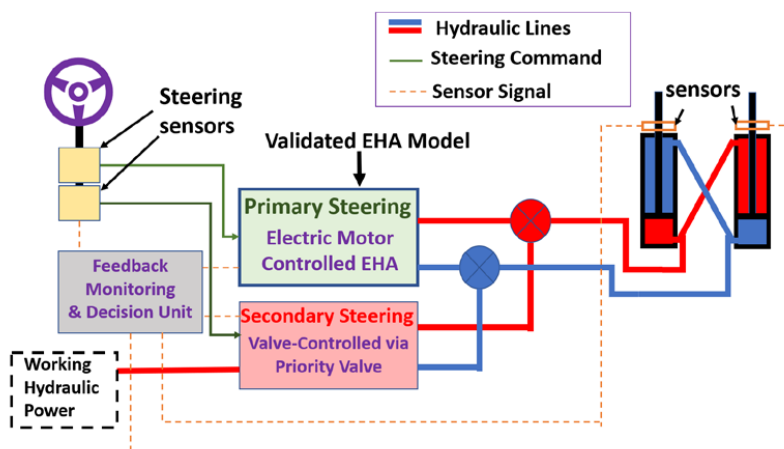 Hydraulic Lines
Steering Command
Sensor Signal
Steering
sensors
sensors
Validated EHA Model
Primary Steering
Electric Motor
Controlled EHA
Feedback
Monitoring
& Decision Unit
Secondary Steering
Valve-Controlled via
Priority Valve
Working
Hydraulic
Power